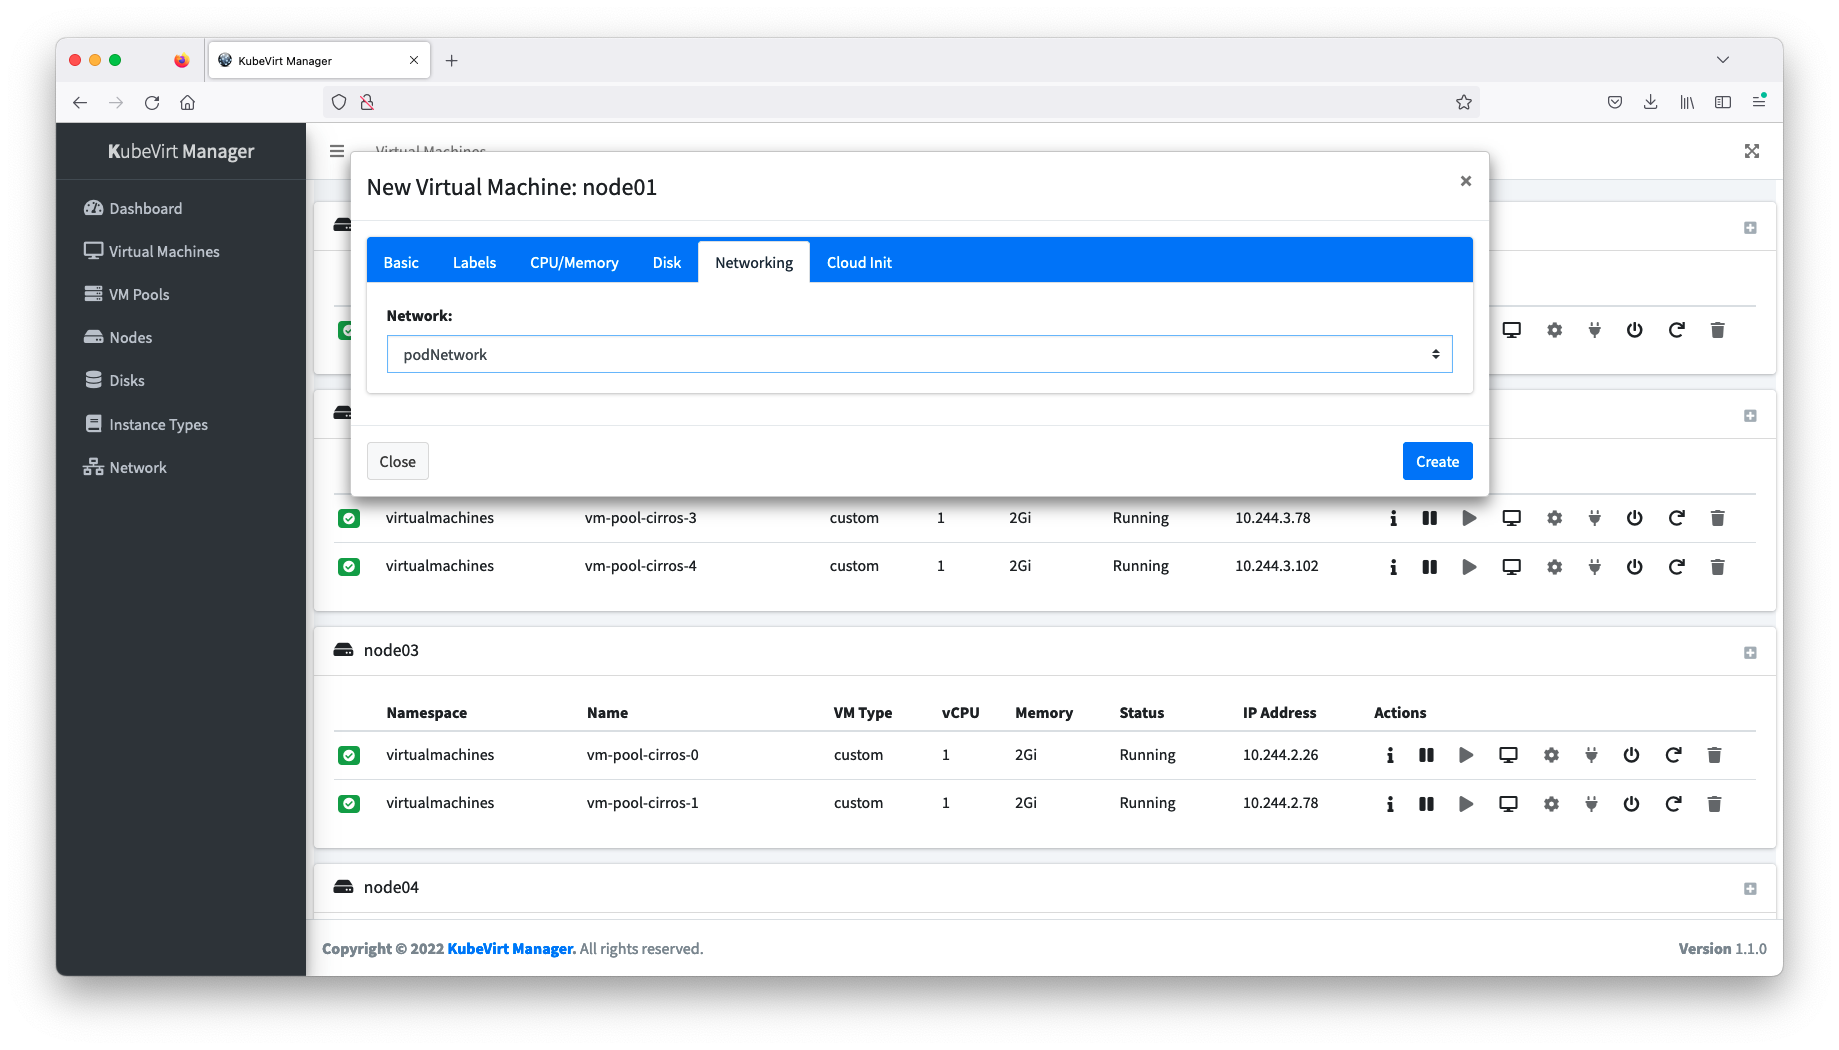 KubeVirt Manager
KubeVirt Manager
Virtual Machines
Dashboard
Virtual Machines
VM Pools
Nodes
Disks
Instance Types
Network
New Virtual Machine: node01
Basic Labels CPU/Memory Disk Networking Cloud Init
Network:
podNetwork
Close Create
virtualmachines vm-pool-cirros-3 custom 1 2Gi Running 10.244.3.78
virtualmachines vm-pool-cirros-4 custom 1 2Gi Running 10.244.3.102
node03
Namespace Name VM Type vCPU Memory Status IP Address Actions
virtualmachines vm-pool-cirros-0 custom 1 2Gi Running 10.244.2.26
virtualmachines vm-pool-cirros-1 custom 1 2Gi Running 10.244.2.78
node04
Copyright © 2022 KubeVirt Manager. All rights reserved.
Version 1.1.0